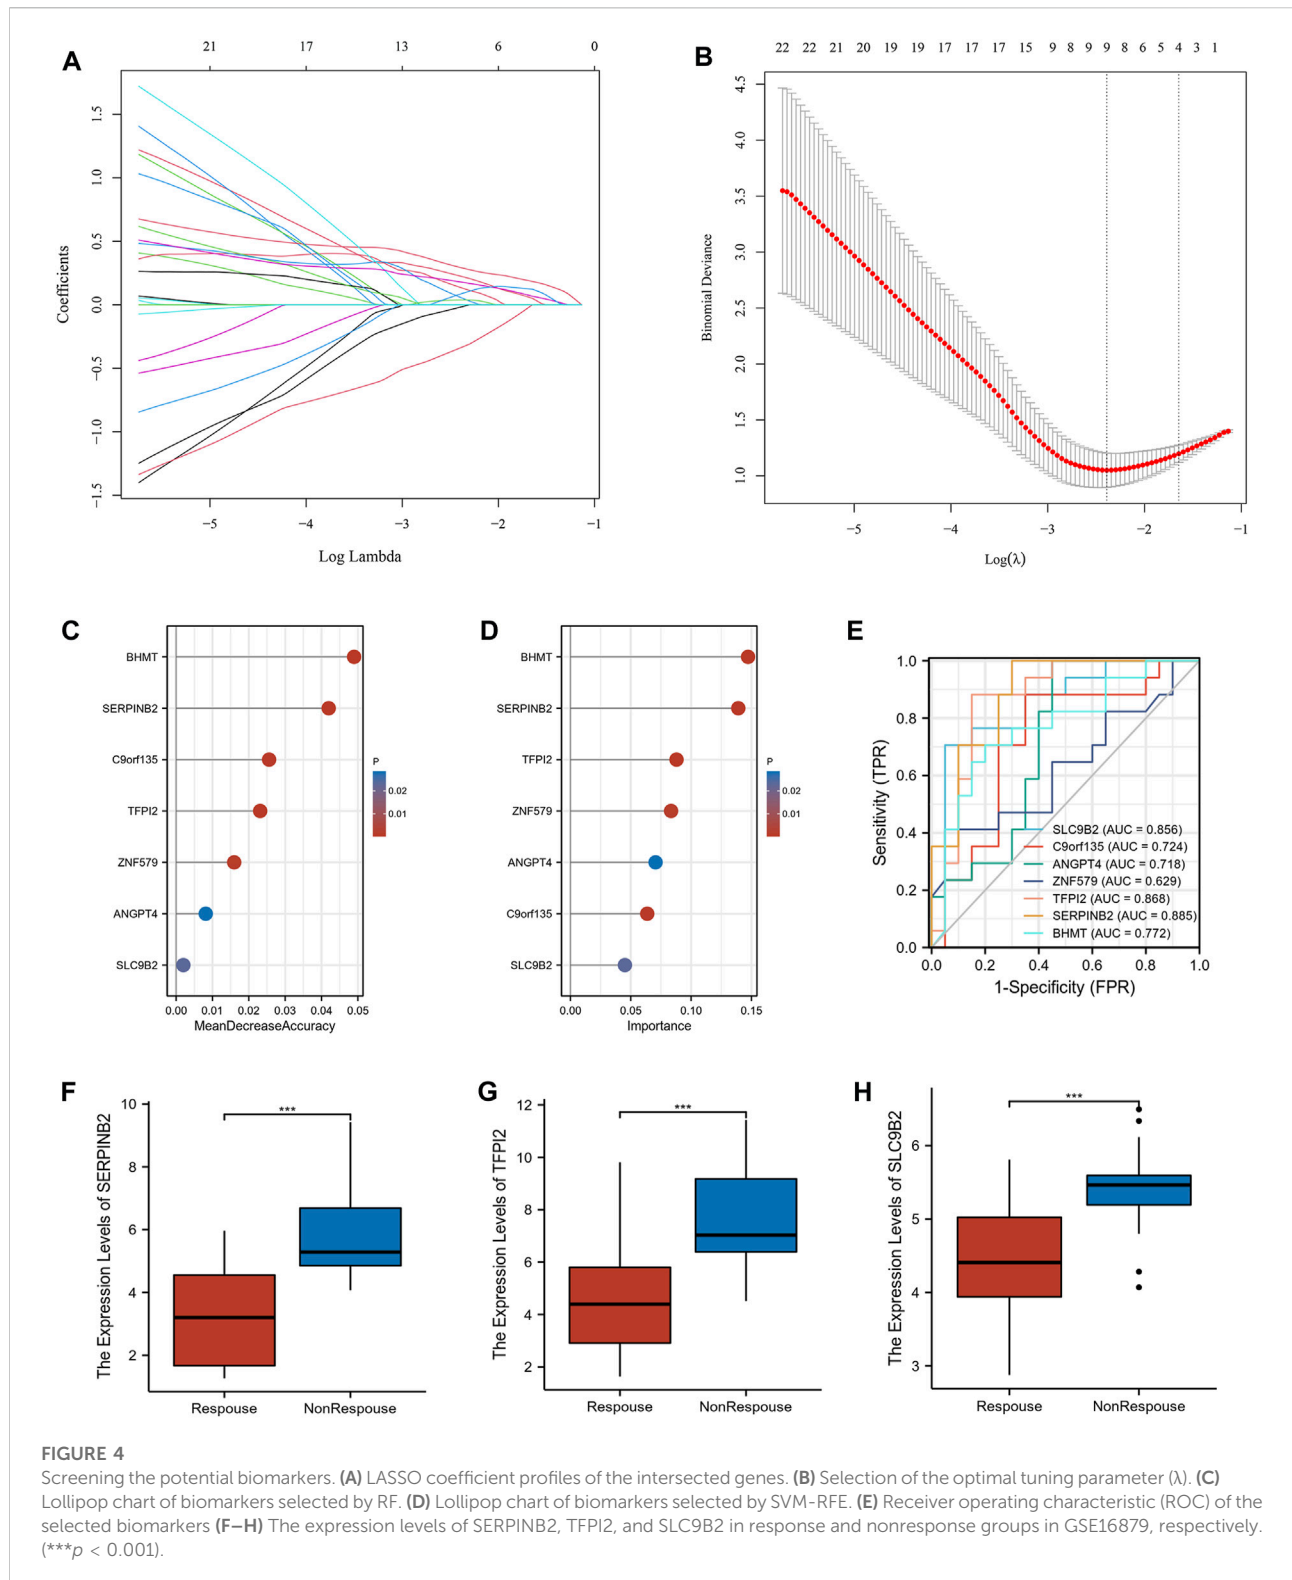 A
21 17 13 6 0
1.5
1.0
0.5
0.0
−0.5
−1.0
−1.5
Coefficients
−5 −4 −3 −2 −1
Log Lambda
B
22 22 21 20 19 19 17 17 17 15 9 8 9 9 8 6 5 4 3 1
4.5
4.0
3.5
3.0
2.5
2.0
1.5
1.0
Binomial Deviance
−5 −4 −3 −2 −1
Log(λ)
C
BHMT
SERPINB2
C9orf135
TFPI2
ZNF579
ANGPT4
SLC9B2
0.00 0.01 0.02 0.03 0.04 0.05
MeanDecreaseAccuracy
P
0.02
0.01
D
BHMT
SERPINB2
TFPI2
ZNF579
ANGPT4
C9orf135
SLC9B2
0.00 0.05 0.10 0.15
Importance
P
0.02
0.01
E
1.0
0.8
0.6
0.4
0.2
0.0
Sensitivity (TPR)
SLC9B2 (AUC = 0.856)
C9orf135 (AUC = 0.724)
ANGPT4 (AUC = 0.718)
ZNF579 (AUC = 0.629)
TFPI2 (AUC = 0.868)
SERPINB2 (AUC = 0.885)
BHMT (AUC = 0.772)
0.0 0.2 0.4 0.6 0.8 1.0
1-Specificity (FPR)
F
10
8
6
4
2
The Expression Levels of SERPINB2
***
Respouse NonRespouse
G
12
10
8
6
4
2
The Expression Levels of TFPI2
***
Respouse NonRespouse
H
6
5
4
3
The Expression Levels of SLC9B2
***
Respouse NonRespouse
FIGURE 4
Screening the potential biomarkers. (A) LASSO coefficient profiles of the intersected genes. (B) Selection of the optimal tuning parameter (λ). (C)
Lollipop chart of biomarkers selected by RF. (D) Lollipop chart of biomarkers selected by SVM-RFE. (E) Receiver operating characteristic (ROC) of the
selected biomarkers (F–H) The expression levels of SERPINB2, TFPI2, and SLC9B2 in response and nonresponse groups in GSE16879, respectively.
(***p < 0.001).